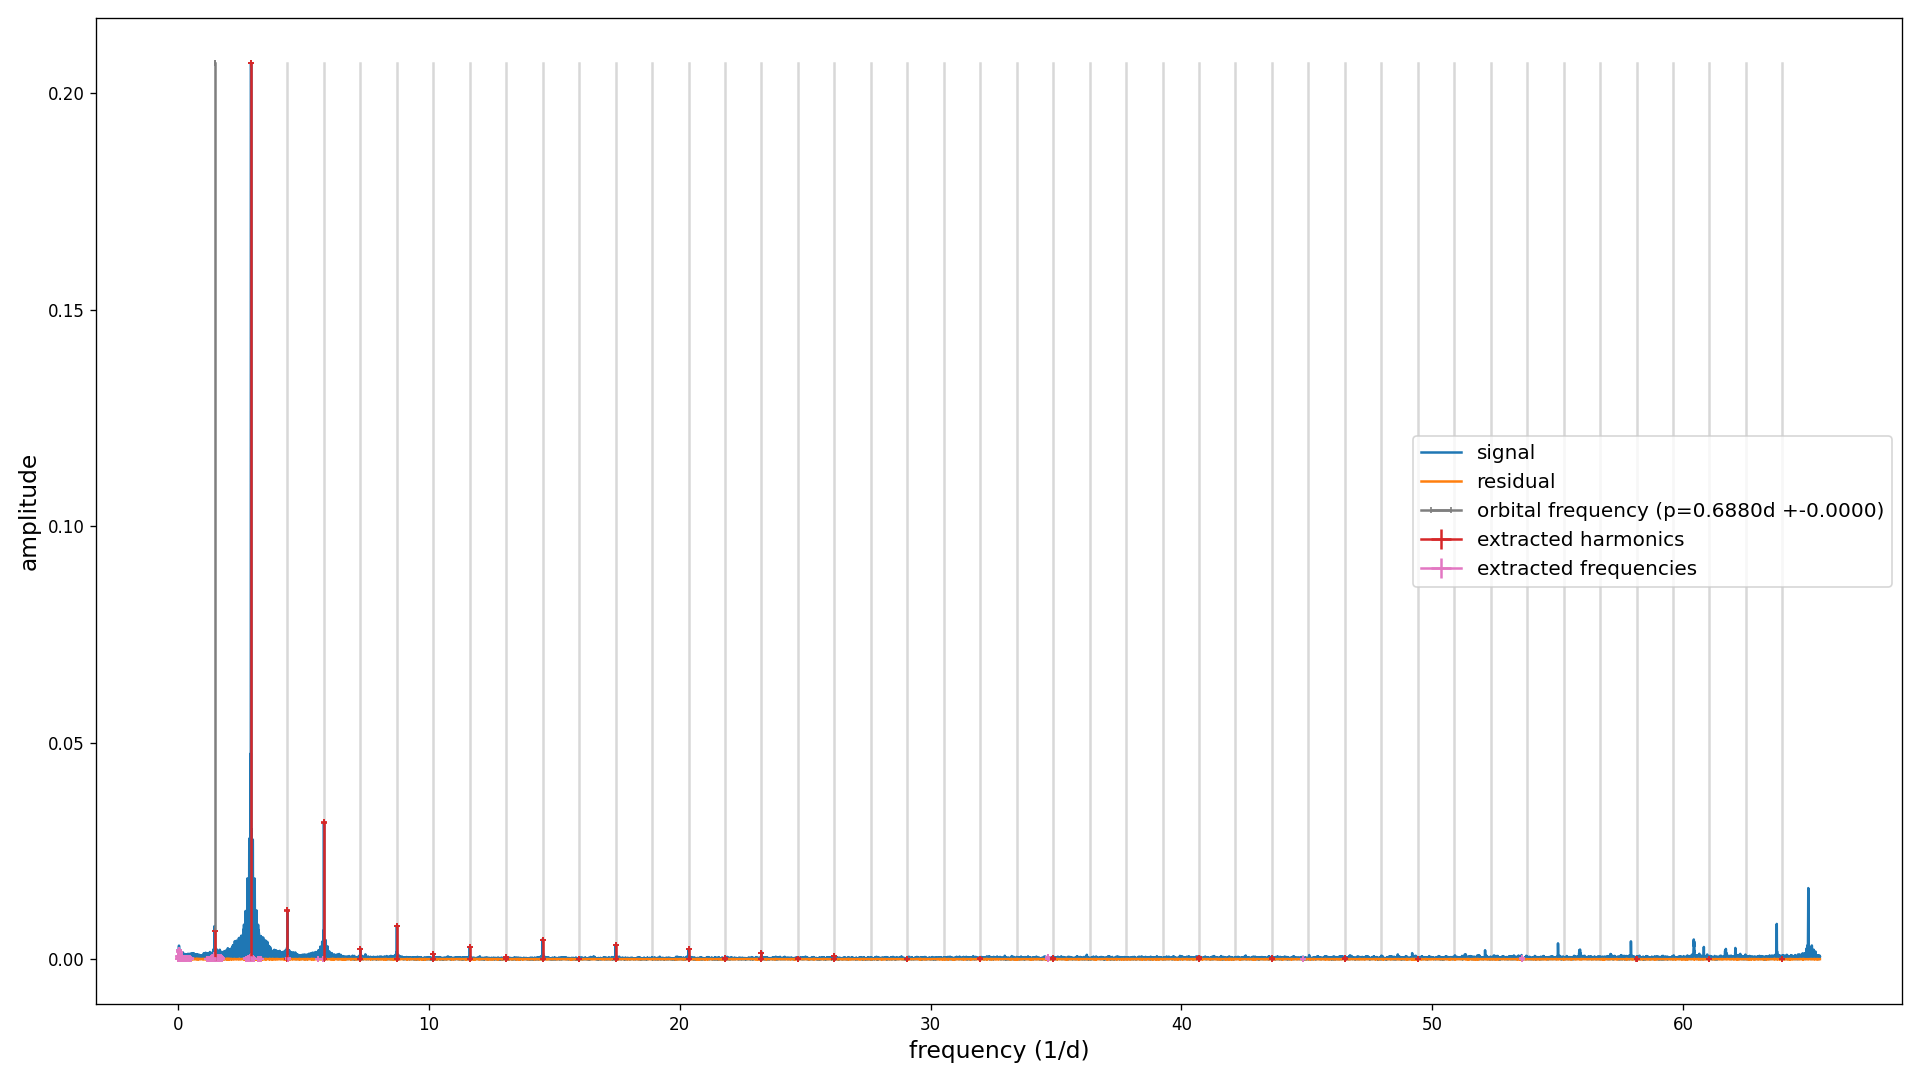 0.20
0.15
0.10
0.05
0.00
amplitude
signal
residual
orbital frequency (p=0.6880d +-0.0000)
extracted harmonics
extracted frequencies
0 10 20 30 40 50 60
frequency (1/d)